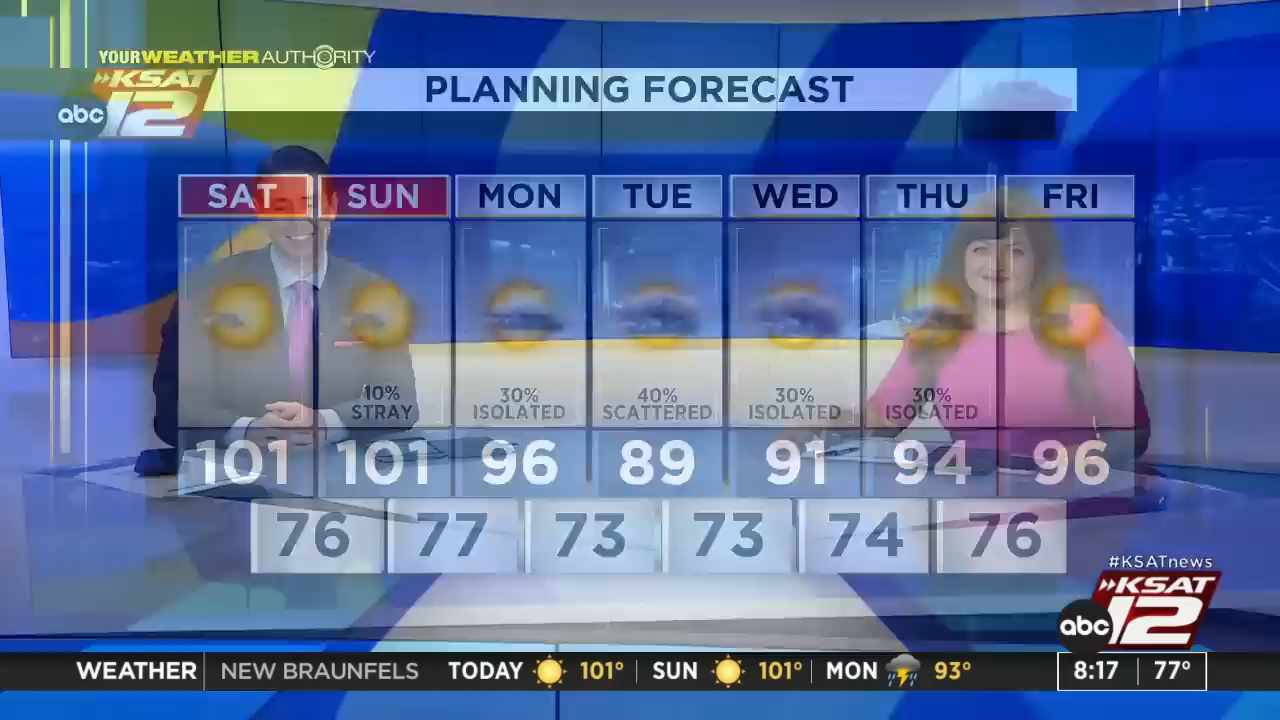 YOURWEATHERAUTHORITY
KSAT
abc 12
PLANNING FORECAST
SAT SUN MON TUE WED THU FRI
10% 30% 40% 30% 30%
STRAY ISOLATED SCATTERED ISOLATED ISOLATED
101 101 96 89 91 94 96
76 77 73 73 74 76
#KSATnews
KSAT
abc 12
WEATHER NEW BRAUNFELS TODAY 101° SUN 101° MON 93° 8:17 77°